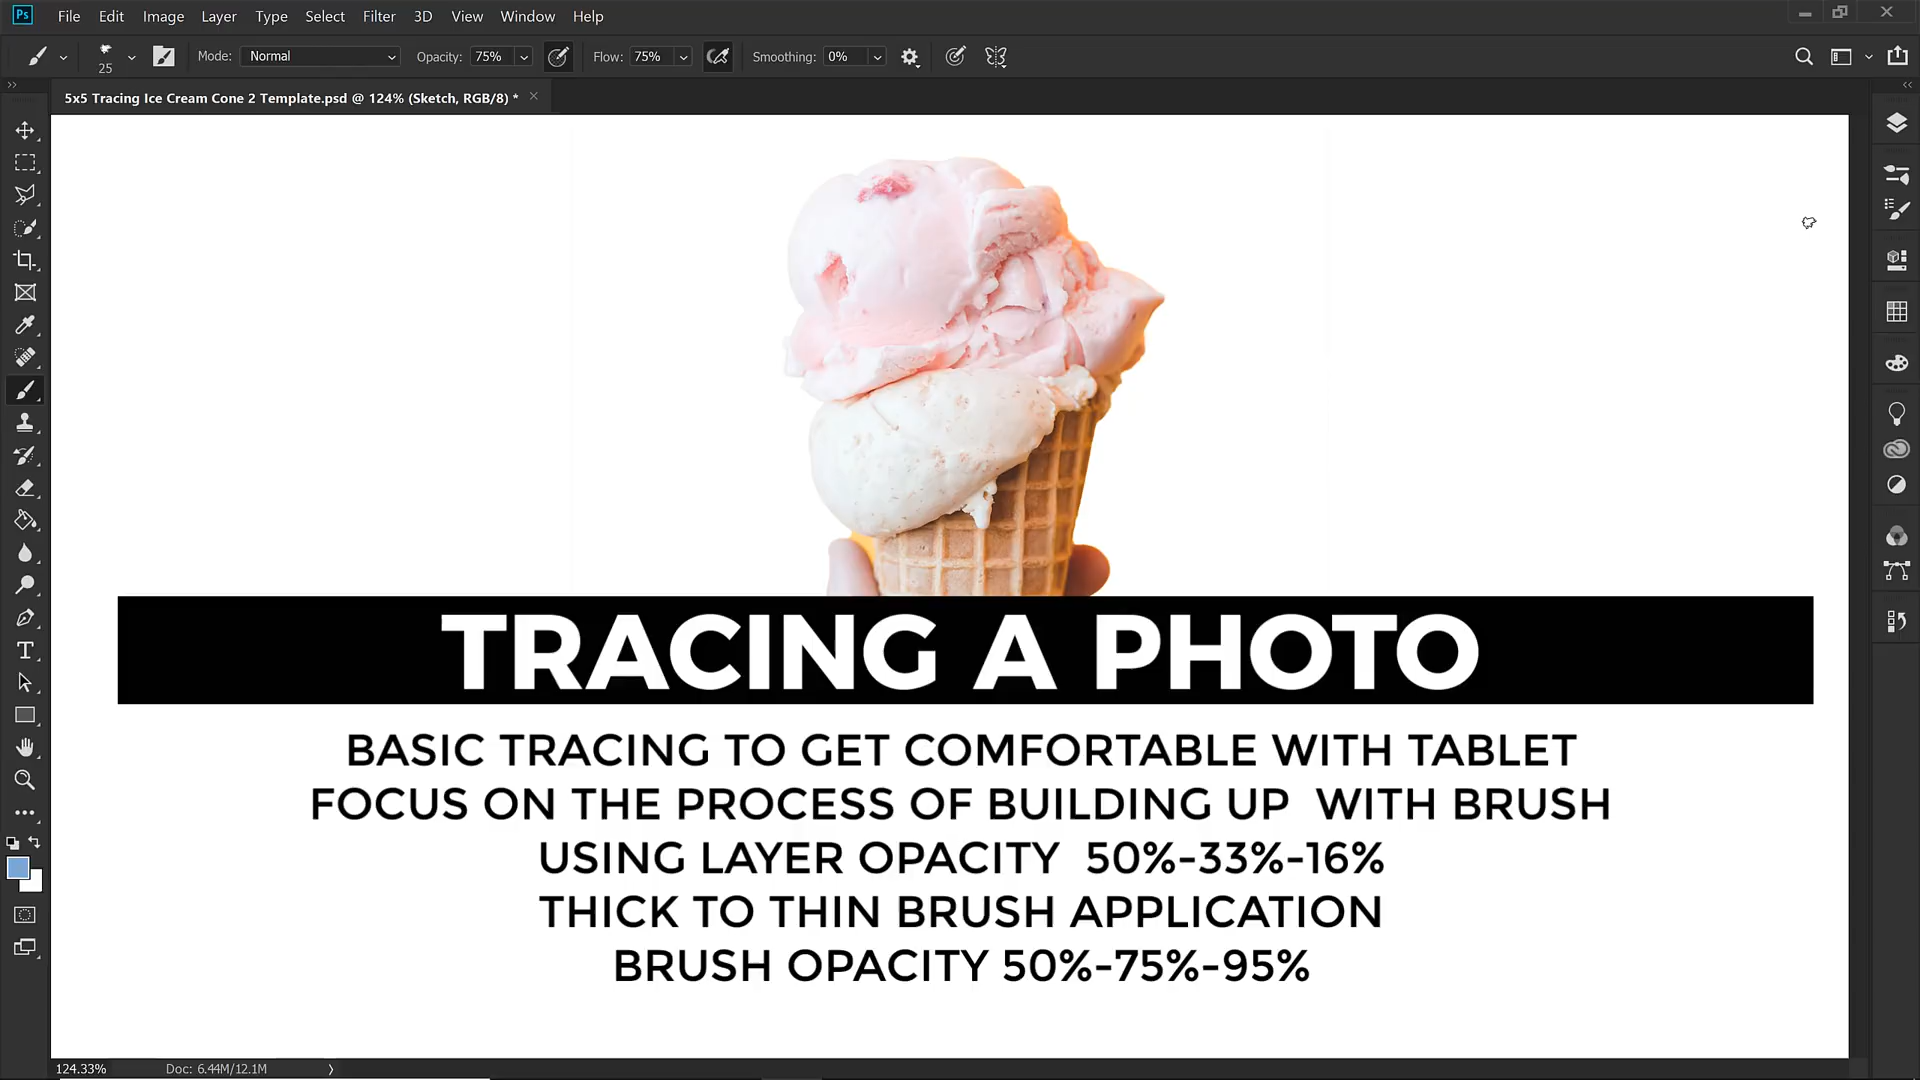 Ps File Edit Image Layer Type Select Filter 3D View Window Help
25 Mode: Normal Opacity: 75% Flow: 75% Smoothing: 0%
5x5 Tracing Ice Cream Cone 2 Template.psd @ 124% (Sketch, RGB/8) *
TRACING A PHOTO
BASIC TRACING TO GET COMFORTABLE WITH TABLET
FOCUS ON THE PROCESS OF BUILDING UP WITH BRUSH
USING LAYER OPACITY 50%-33%-16%
THICK TO THIN BRUSH APPLICATION
BRUSH OPACITY 50%-75%-95%
124.33% Doc: 6.44M/12.1M